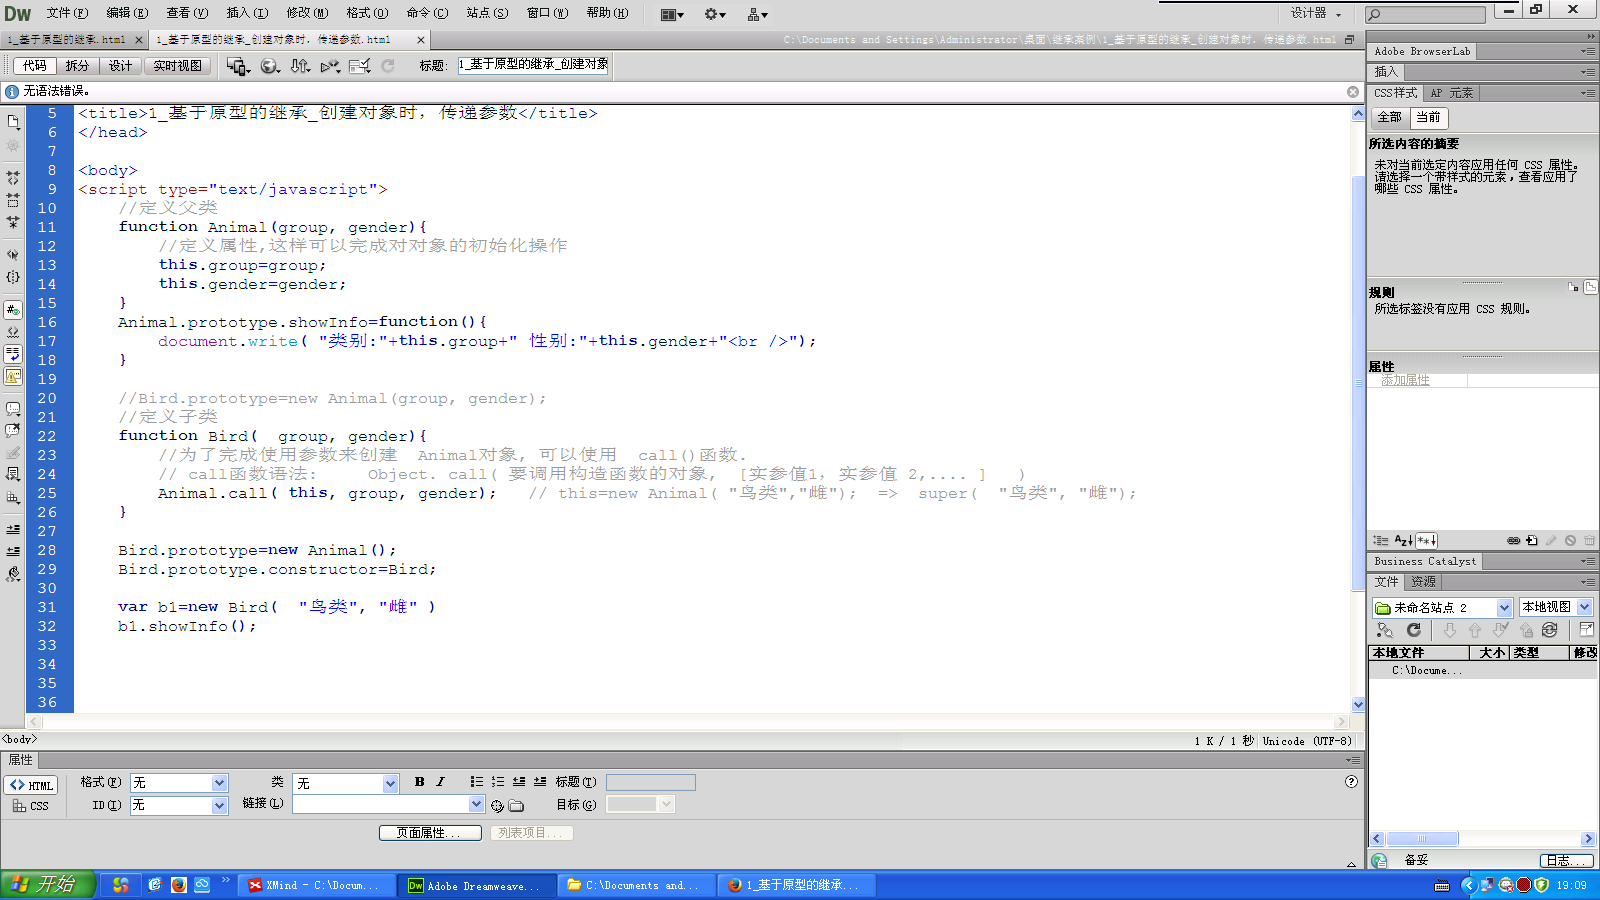 Dw 文件(F) 编辑(E) 查看(V) 插入(I) 修改(M) 格式(O) 命令(C) 站点(S) 窗口(W) 帮助(H) 设计器
1_基于原型的继承.html × 1_基于原型的继承_创建对象时，传递参数.html × C:\Documents and Settings\Administrator\桌面\继承案例\1_基于原型的继承_创建对象时，传递参数.html
代码 拆分 设计 实时视图 标题: 1_基于原型的继承_创建对象
无语法错误。
5 <title>1_基于原型的继承_创建对象时，传递参数</title>
6 </head>
7
8 <body>
9 <script type="text/javascript">
10 //定义父类
11 function Animal(group, gender){
12 //定义属性,这样可以完成对对象的初始化操作
13 this.group=group;
14 this.gender=gender;
15 }
16 Animal.prototype.showInfo=function(){
17 document.write( "类别:"+this.group+" 性别:"+this.gender+"<br />");
18 }
19
20 //Bird.prototype=new Animal(group, gender);
21 //定义子类
22 function Bird(  group, gender){
23 //为了完成使用参数来创建  Animal对象, 可以使用  call()函数.
24 // call函数语法:     Object. call( 要调用构造函数的对象,  [实参值1, 实参值 2,.... ]   )
25 Animal.call( this, group, gender);   // this=new Animal( "鸟类","雌");  =>  super(  "鸟类", "雌");
26 }
27
28 Bird.prototype=new Animal();
29 Bird.prototype.constructor=Bird;
30
31 var b1=new Bird(  "鸟类", "雌" )
32 b1.showInfo();
33
34
35
36
<body> 1 K / 1 秒 Unicode (UTF-8)
属性
HTML 格式(F) 无 类 无 B I 标题(T)
CSS ID(I) 无 链接(L) 目标(G)
页面属性... 列表项目...
Adobe BrowserLab
插入
CSS样式 AP 元素
全部 当前
所选内容的摘要
未对当前选定内容应用任何 CSS 属性。
请选择一个带样式的元素，查看应用了
哪些 CSS 属性。
规则
所选标签没有应用 CSS 规则。
属性
添加属性
Business Catalyst
文件 资源
未命名站点 2 本地视图
本地文件 大小 类型 修改
C:\Docume...
备妥 日志...
开始 XMind - C:\Docum... Adobe Dreamweave... C:\Documents and... 1_基于原型的继承... 19:09